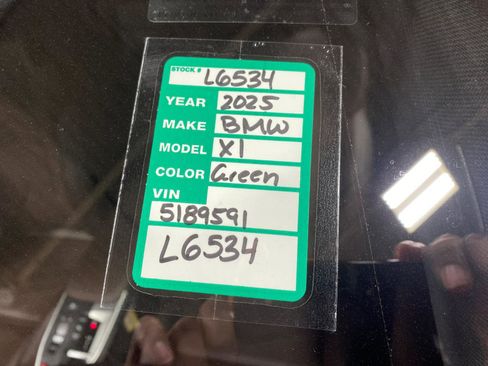 STOCK # L6534
YEAR 2025
MAKE BMW
MODEL X1
COLOR Green
VIN
5189591
L6534